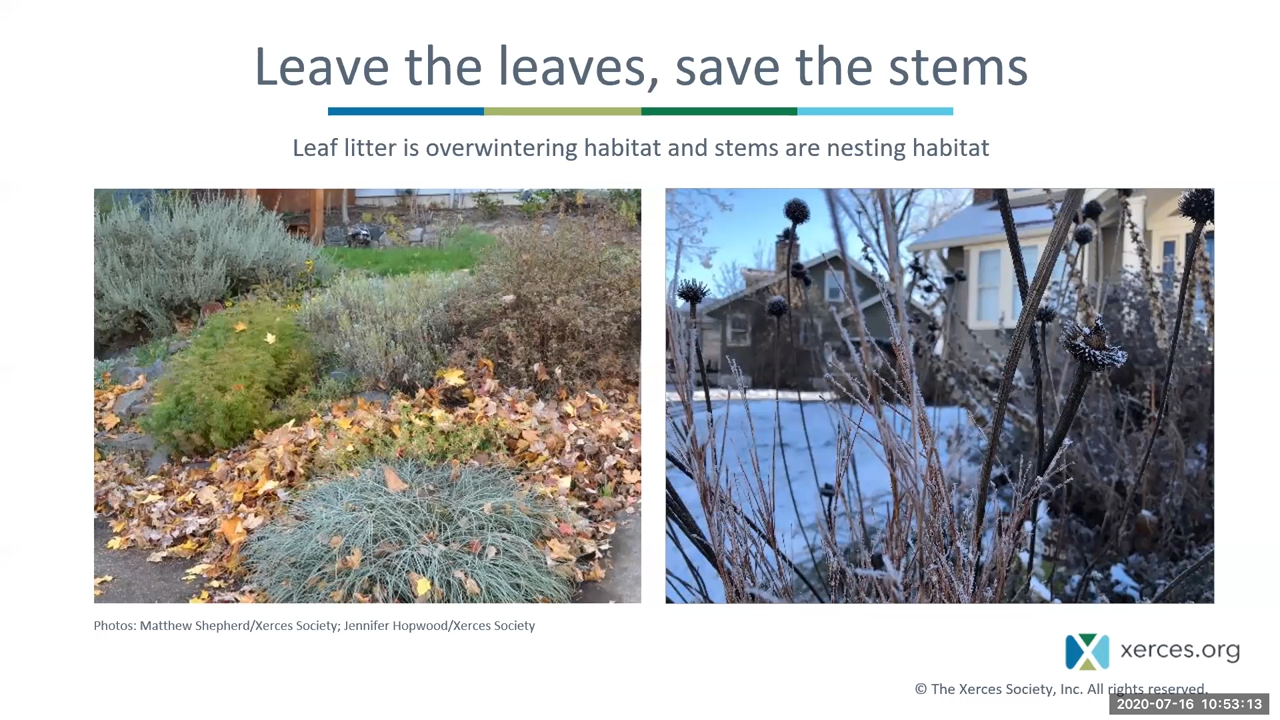 Leave the leaves, save the stems
Leaf litter is overwintering habitat and stems are nesting habitat
Photos: Matthew Shepherd/Xerces Society; Jennifer Hopwood/Xerces Society
xerces.org
© The Xerces Society, Inc. All rights reserved.
2020-07-16 10:53:13